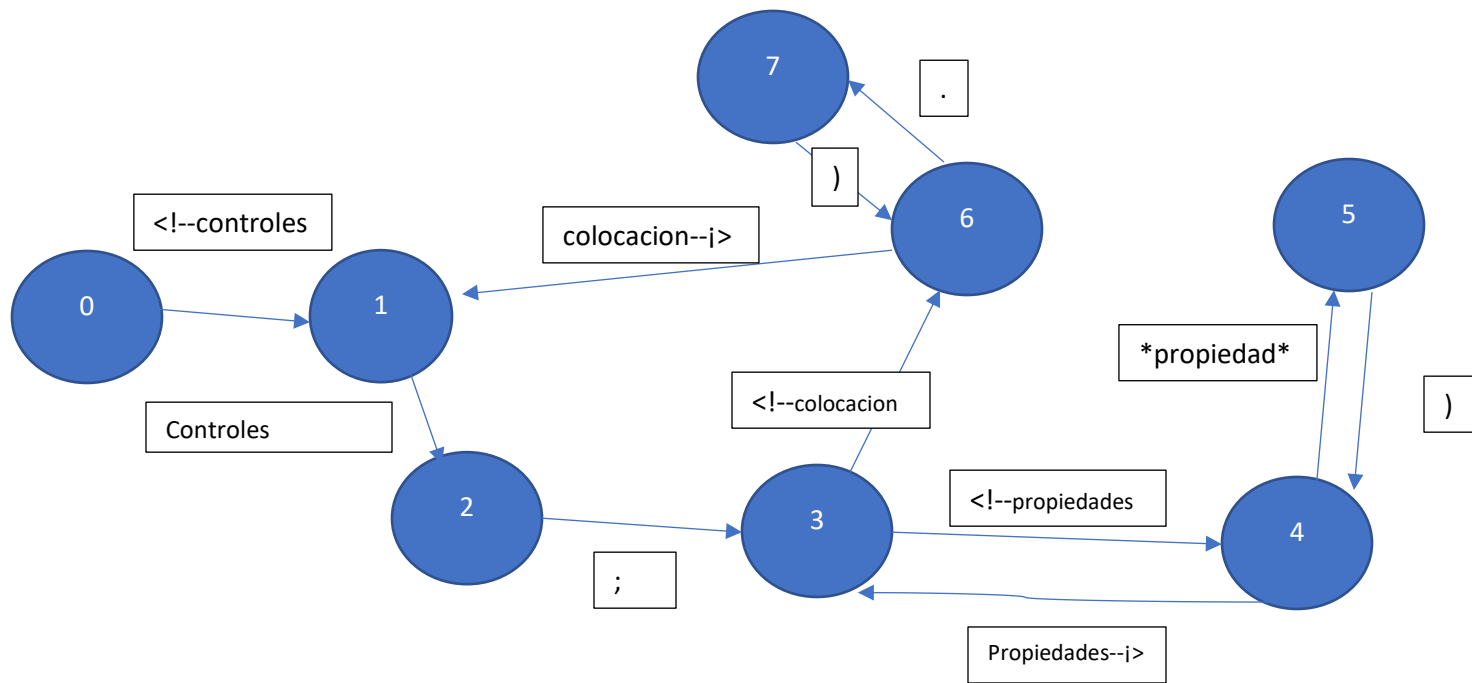 7
.
)
6
5
<!--controles
colocacion--¡>
0
1
*propiedad*
<!--colocacion
)
Controles
2
3
<!--propiedades
4
;
Propiedades--¡>